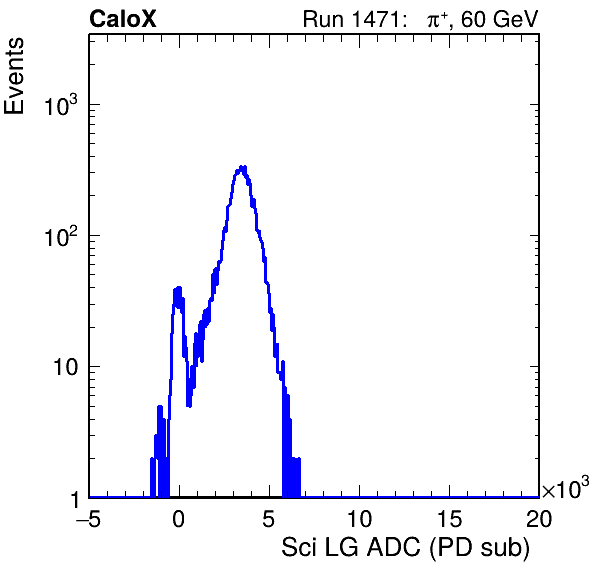 CaloX Run 1471: π⁺, 60 GeV
Events
10³
10²
10
1
−5 0 5 10 15 20 ×10³
Sci LG ADC (PD sub)